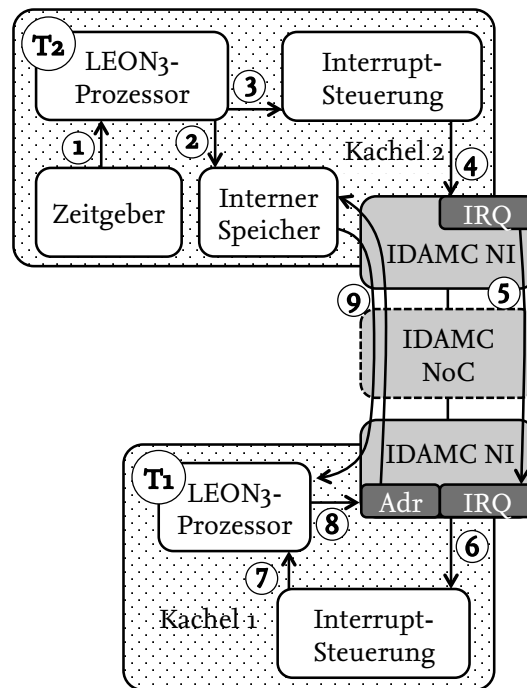 T2
LEON3-
Prozessor
3
Interrupt-
Steuerung
1
2
Kachel 2
4
Zeitgeber
Interner
Speicher
IRQ
IDAMC NI
9
5
IDAMC
NoC
IDAMC NI
T1
LEON3-
Prozessor
8
Adr
IRQ
6
7
Kachel 1
Interrupt-
Steuerung